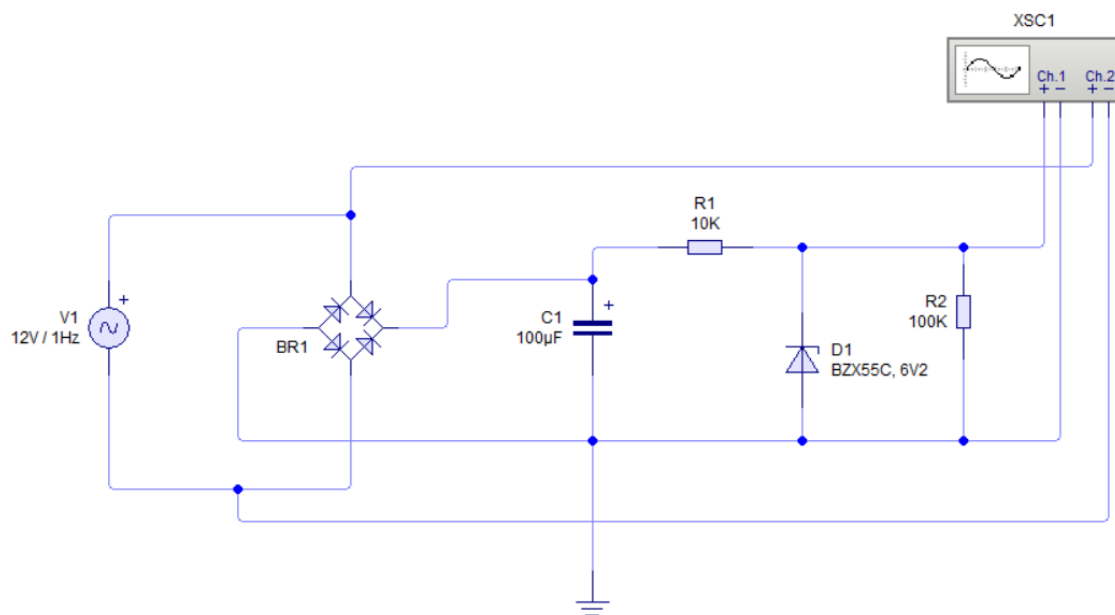 XSC1
Ch.1 Ch.2
+ − + −
R1
10K
+
V1
12V / 1Hz
BR1
+
C1
100µF
D1
BZX55C, 6V2
R2
100K